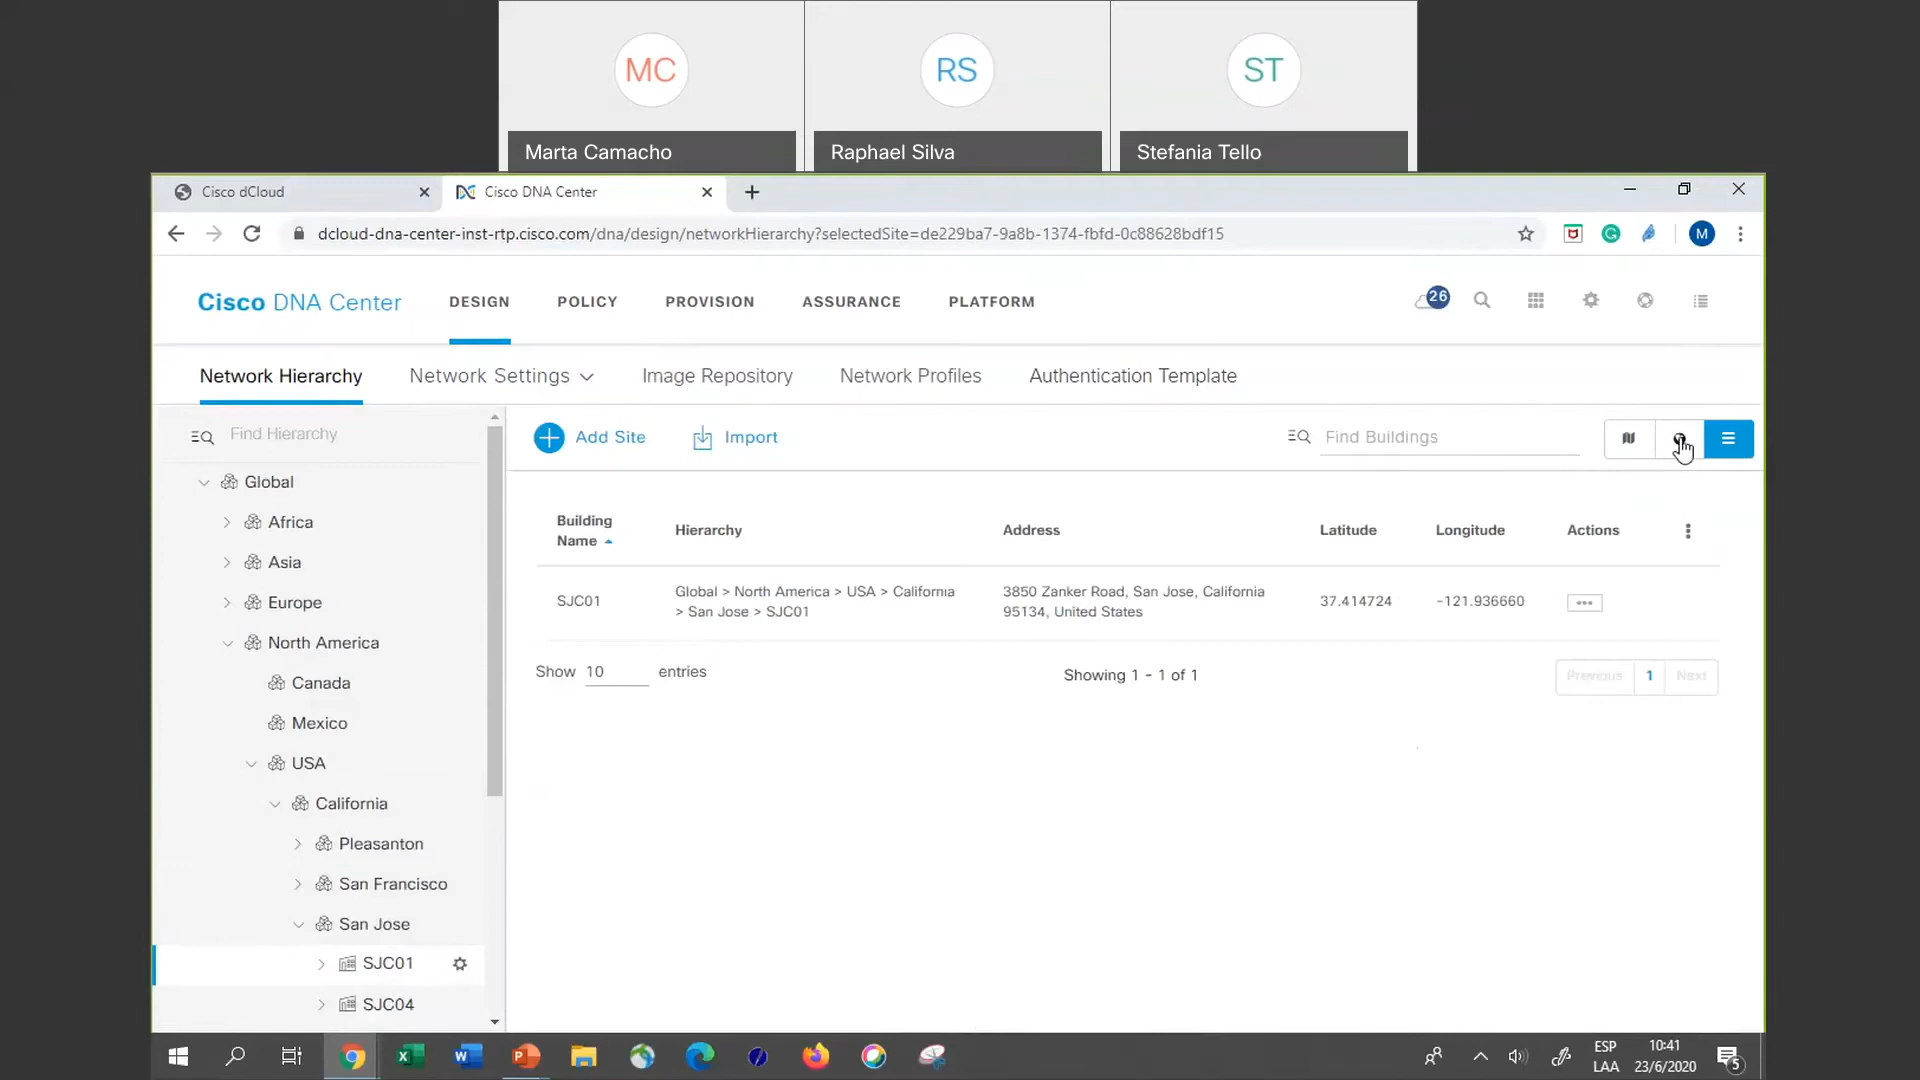 MC
RS
ST
Marta Camacho
Raphael Silva
Stefania Tello
Cisco dCloud
Cisco DNA Center
dcloud-dna-center-inst-rtp.cisco.com/dna/design/networkHierarchy?selectedSite=de229ba7-9a8b-1374-fbfd-0c88628bdf15
M
Cisco DNA Center
DESIGN
POLICY
PROVISION
ASSURANCE
PLATFORM
26
Network Hierarchy
Network Settings
Image Repository
Network Profiles
Authentication Template
Find Hierarchy
Global
Africa
Asia
Europe
North America
Canada
Mexico
USA
California
Pleasanton
San Francisco
San Jose
SJC01
SJC04
Add Site
Import
Find Buildings
Building
Name
Hierarchy
Address
Latitude
Longitude
Actions
SJC01
Global > North America > USA > California
> San Jose > SJC01
3850 Zanker Road, San Jose, California
95134, United States
37.414724
-121.936660
Show 10 entries
Showing 1 - 1 of 1
Previous
1
Next
ESP
LAA
10:41
23/6/2020
5